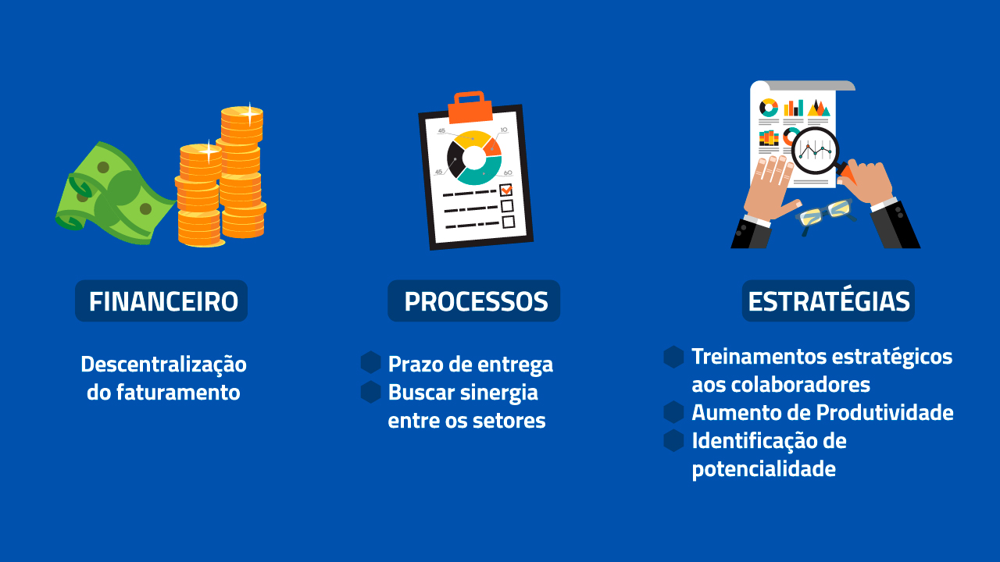 45
10
45
60
FINANCEIRO
Descentralização
do faturamento
PROCESSOS
Prazo de entrega
Buscar sinergia
entre os setores
ESTRATÉGIAS
Treinamentos estratégicos
aos colaboradores
Aumento de Produtividade
Identificação de
potencialidade